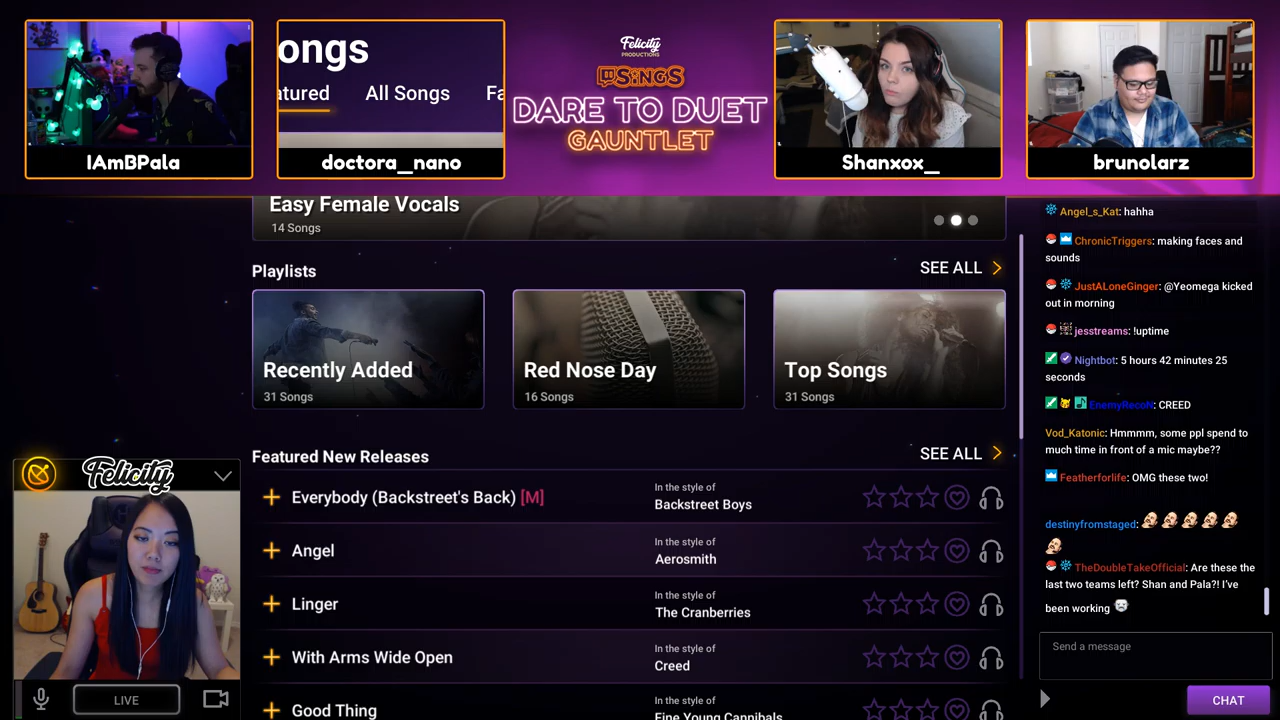 IAmBPala
ongs
atured All Songs Fa
doctora_nano
Felicity
PRODUCTIONS
SINGS
DARE TO DUET
GAUNTLET
Shanxox_
brunolarz
Easy Female Vocals
14 Songs
Playlists
SEE ALL
Recently Added
31 Songs
Red Nose Day
16 Songs
Top Songs
31 Songs
Featured New Releases
SEE ALL
Everybody (Backstreet's Back) [M]
In the style of
Backstreet Boys
Angel
In the style of
Aerosmith
Linger
In the style of
The Cranberries
With Arms Wide Open
In the style of
Creed
Good Thing
In the style of
Fine Young Cannibals
Felicity
LIVE
Angel_s_Kat: hahha
ChronicTriggers: making faces and
sounds
JustALoneGinger: @Yeomega kicked
out in morning
jesstreams: !uptime
Nightbot: 5 hours 42 minutes 25
seconds
EnemyRecoN: CREED
Vod_Katonic: Hmmmm, some ppl spend to
much time in front of a mic maybe??
Featherforlife: OMG these two!
destinyfromstaged:
TheDoubleTakeOfficial: Are these the
last two teams left? Shan and Pala?! I've
been working
Send a message
CHAT